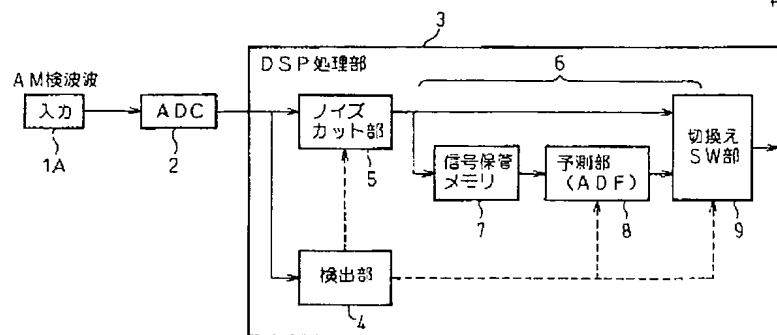 3
DSP処理部
6
AM検波波
入力
1A
ADC
2
ノイズ
カット部
5
信号保管
メモリ
7
予測部
(ADF)
8
切換え
SW部
9
検出部
4